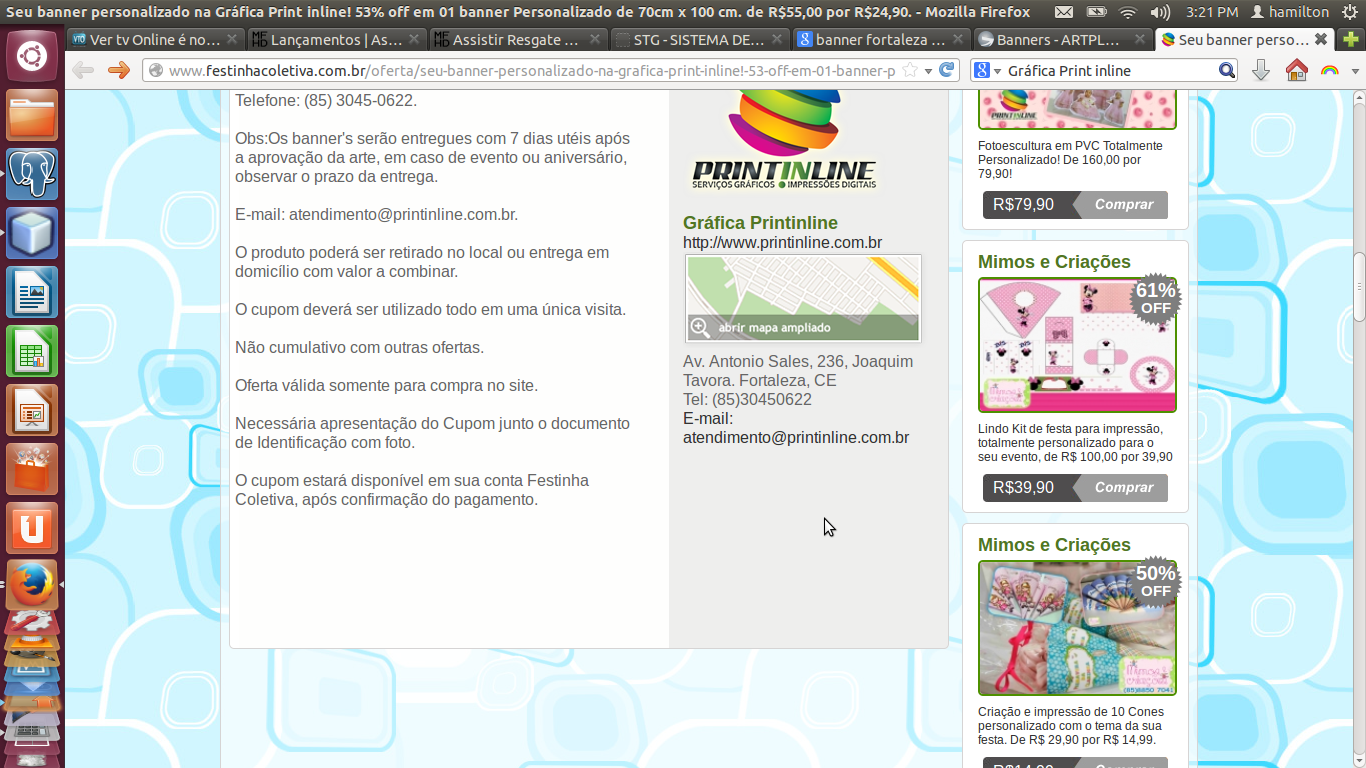 Seu banner personalizado na Gráfica Print inline! 53% off em 01 banner Personalizado de 70cm x 100 cm. de R$55,00 por R$24,90. - Mozilla Firefox
3:21 PM hamilton
Ver tv Online é no...
Lançamentos | As...
Assistir Resgate ...
STG - SISTEMA DE...
banner fortaleza ...
Banners - ARTPL...
Seu banner perso...
www.festinhacoletiva.com.br/oferta/seu-banner-personalizado-na-grafica-print-inline!-53-off-em-01-banner-p
Gráfica Print inline
Telefone: (85) 3045-0622.
Obs:Os banner's serão entregues com 7 dias utéis após
a aprovação da arte, em caso de evento ou aniversário,
observar o prazo da entrega.
E-mail: atendimento@printinline.com.br.
O produto poderá ser retirado no local ou entrega em
domicílio com valor a combinar.
O cupom deverá ser utilizado todo em uma única visita.
Não cumulativo com outras ofertas.
Oferta válida somente para compra no site.
Necessária apresentação do Cupom junto o documento
de Identificação com foto.
O cupom estará disponível em sua conta Festinha
Coletiva, após confirmação do pagamento.
PRINTINLINE
SERVIÇOS GRÁFICOS IMPRESSÕES DIGITAIS
Gráfica Printinline
http://www.printinline.com.br
abrir mapa ampliado
Av. Antonio Sales, 236, Joaquim
Tavora. Fortaleza, CE
Tel: (85)30450622
E-mail:
atendimento@printinline.com.br
PRINTINLINE
Fotoescultura em PVC Totalmente
Personalizado! De 160,00 por
79,90!
R$79,90 Comprar
Mimos e Criações
61%
OFF
Lindo Kit de festa para impressão,
totalmente personalizado para o
seu evento, de R$ 100,00 por 39,90
R$39,90 Comprar
Mimos e Criações
50%
OFF
(85)8850 7041
Criação e impressão de 10 Cones
personalizado com o tema da sua
festa. De R$ 29,90 por R$ 14,99.
R$14,99 Comprar